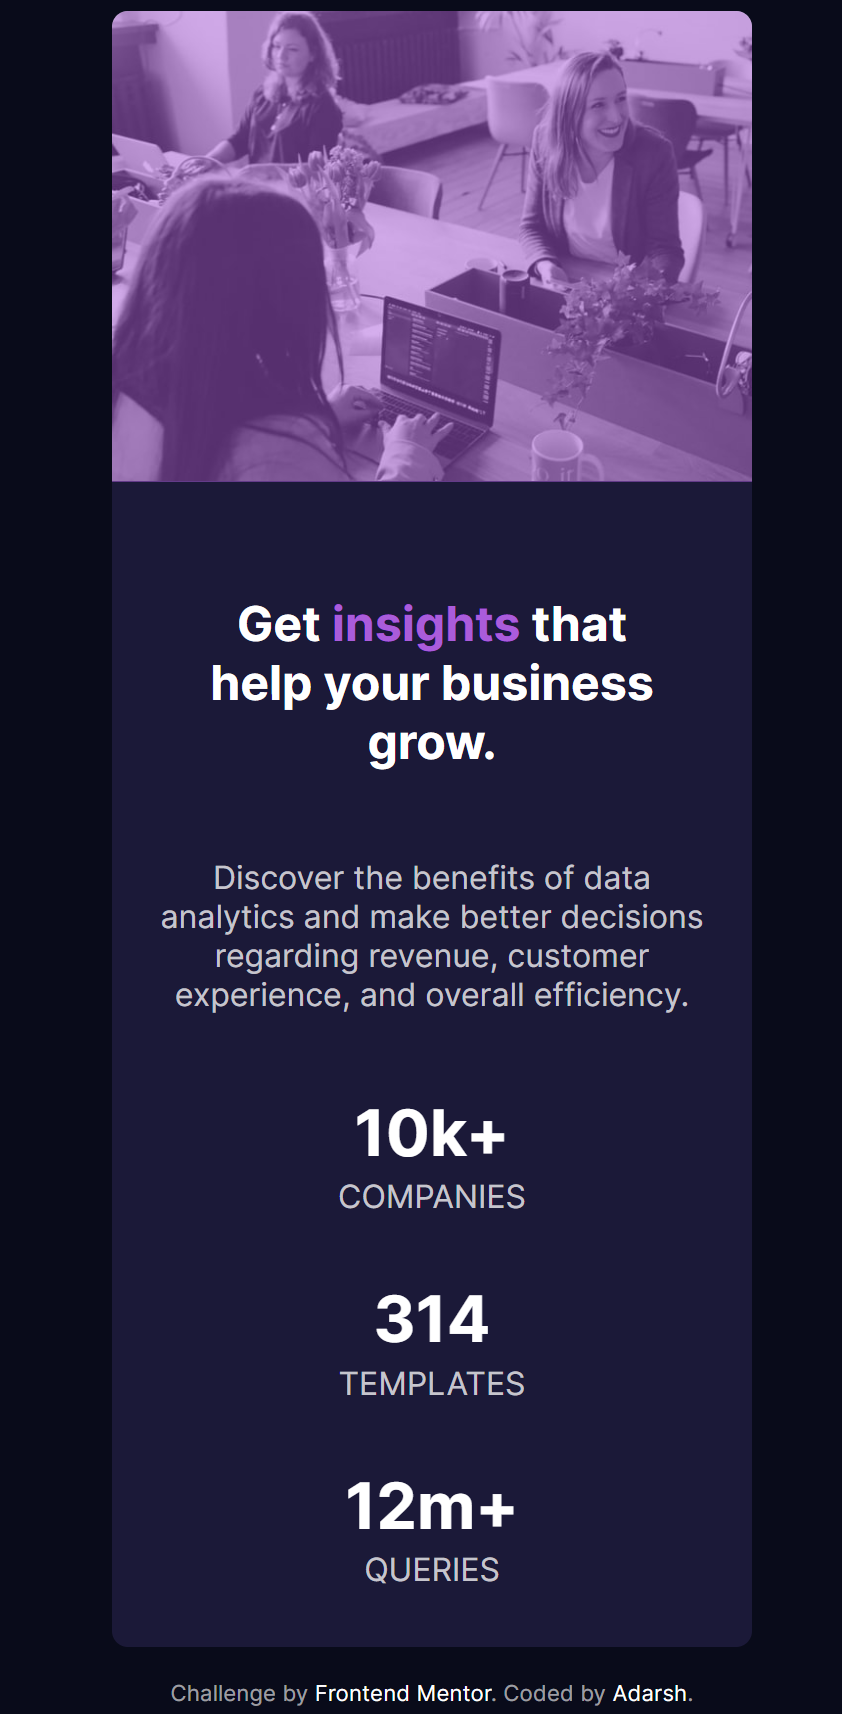 Get insights that
help your business
grow.
Discover the benefits of data
analytics and make better decisions
regarding revenue, customer
experience, and overall efficiency.
10k+
COMPANIES
314
TEMPLATES
12m+
QUERIES
Challenge by Frontend Mentor. Coded by Adarsh.